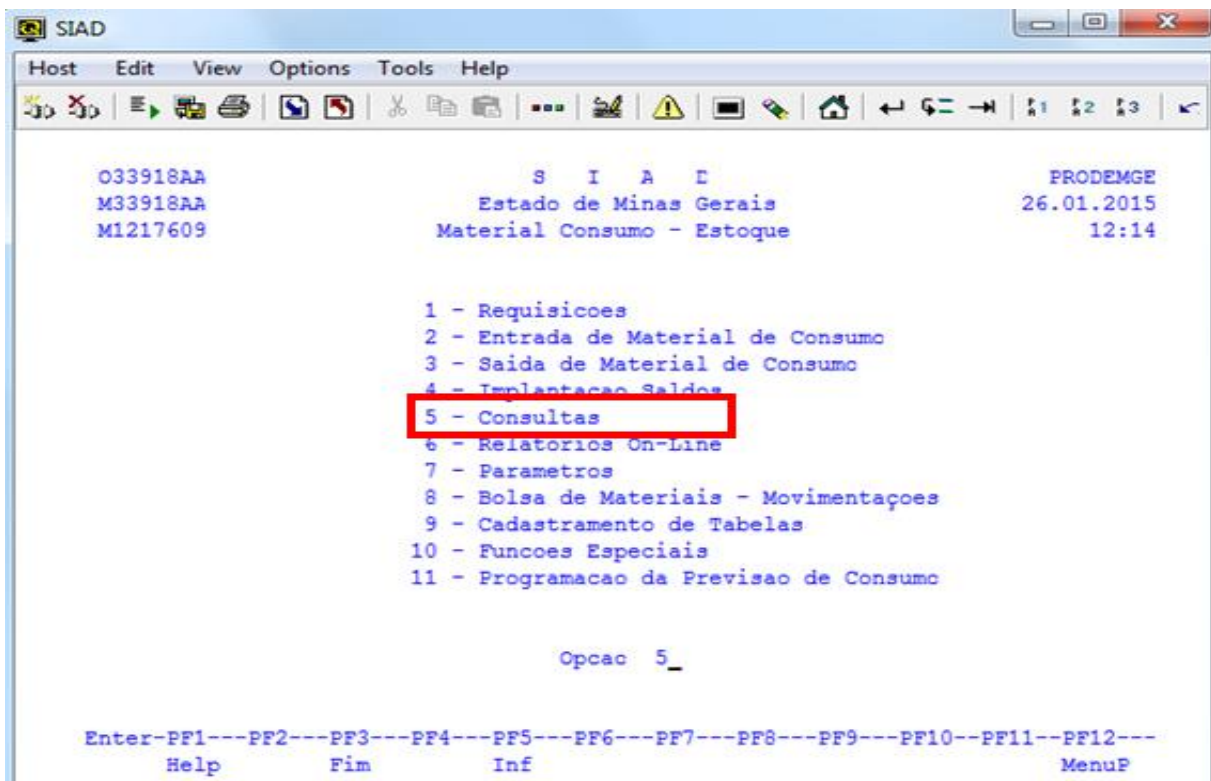 SIAD
Host Edit View Options Tools Help
O33918AA S I A D PRODEMGE
M33918AA Estado de Minas Gerais 26.01.2015
M1217609 Material Consumo - Estoque 12:14
1 - Requisicoes
2 - Entrada de Material de Consumo
3 - Saida de Material de Consumo
4 - Implantacao Saldos
5 - Consultas
6 - Relatorios On-Line
7 - Parametros
8 - Bolsa de Materiais - Movimentaçoes
9 - Cadastramento de Tabelas
10 - Funcoes Especiais
11 - Programacao da Previsao de Consumo
Opcao 5_
Enter-PF1---PF2---PF3---PF4---PF5---PF6---PF7---PF8---PF9---PF10--PF11--PF12---
Help Fim Inf MenuP